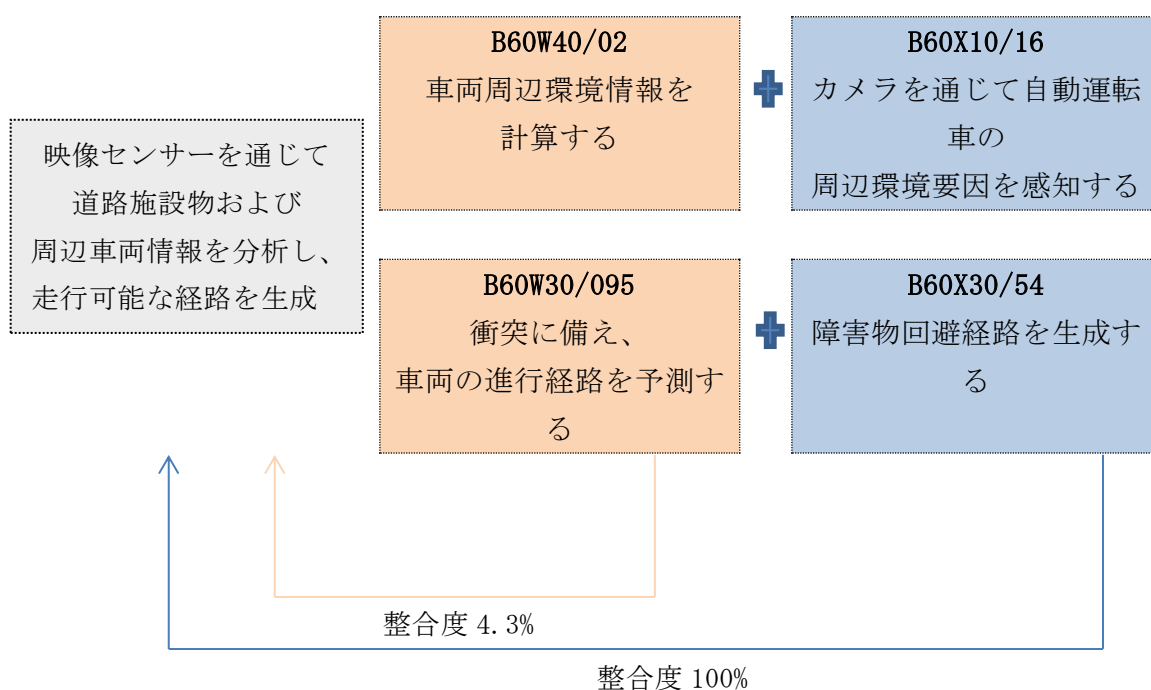 映像センサーを通じて
道路施設物および
周辺車両情報を分析し、
走行可能な経路を生成
B60W40/02
車両周辺環境情報を
計算する
B60X10/16
カメラを通じて自動運転
車の
周辺環境要因を感知する
B60W30/095
衝突に備え、
車両の進行経路を予測す
る
B60X30/54
障害物回避経路を生成す
る
整合度 4.3%
整合度 100%